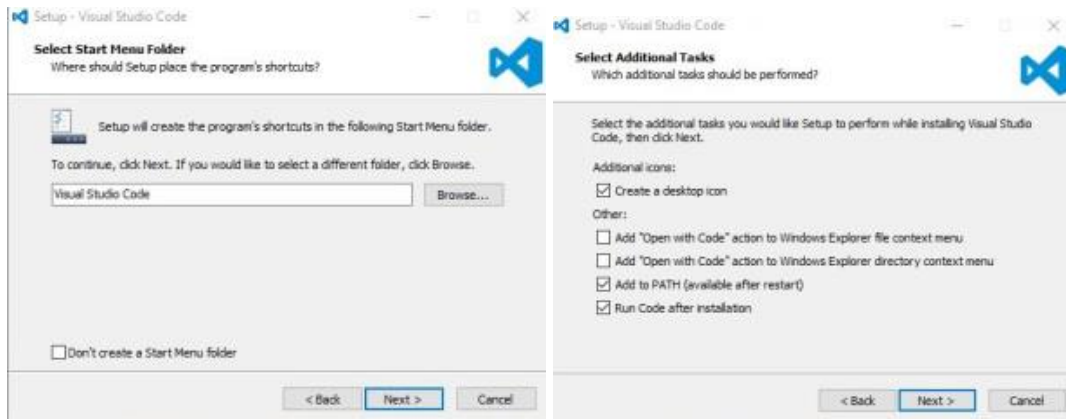 Setup - Visual Studio Code
Select Start Menu Folder
Where should Setup place the program's shortcuts?
Setup will create the program's shortcuts in the following Start Menu folder.
To continue, click Next. If you would like to select a different folder, click Browse.
Visual Studio Code
Browse...
Don't create a Start Menu folder
< Back
Next >
Cancel
Setup - Visual Studio Code
Select Additional Tasks
Which additional tasks should be performed?
Select the additional tasks you would like Setup to perform while installing Visual Studio
Code, then click Next.
Additional icons:
Create a desktop icon
Other:
Add "Open with Code" action to Windows Explorer file context menu
Add "Open with Code" action to Windows Explorer directory context menu
Add to PATH (available after restart)
Run Code after installation
< Back
Next >
Cancel